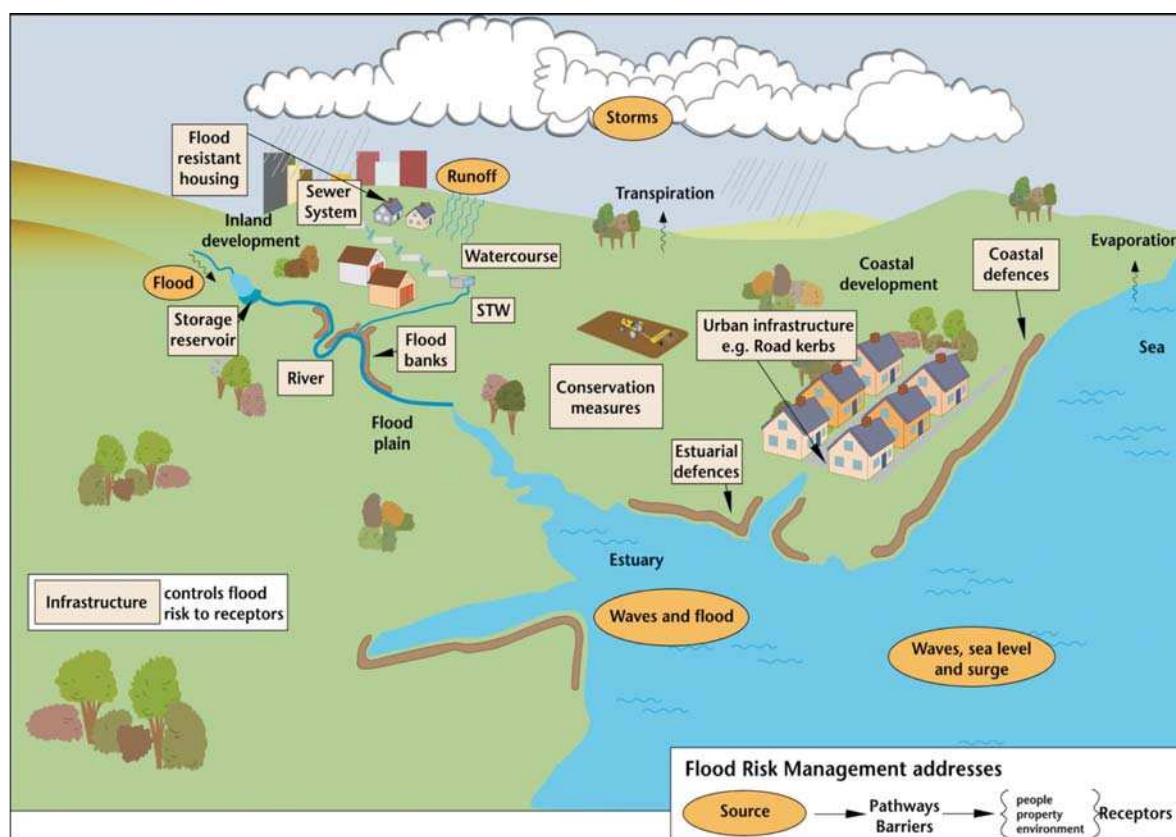 Storms
Flood
resistant
housing
Runoff
Sewer
System
Transpiration
Inland
development
Watercourse
Evaporation
Coastal
defences
Coastal
development
Flood
Storage
reservoir
STW
Urban infrastructure
e.g. Road kerbs
Sea
River
Flood
banks
Conservation
measures
Flood
plain
Estuarial
defences
Estuary
Infrastructure
controls flood
risk to receptors
Waves and flood
Waves, sea level
and surge
Flood Risk Management addresses
Source
Pathways
Barriers
people
property
environment
Receptors